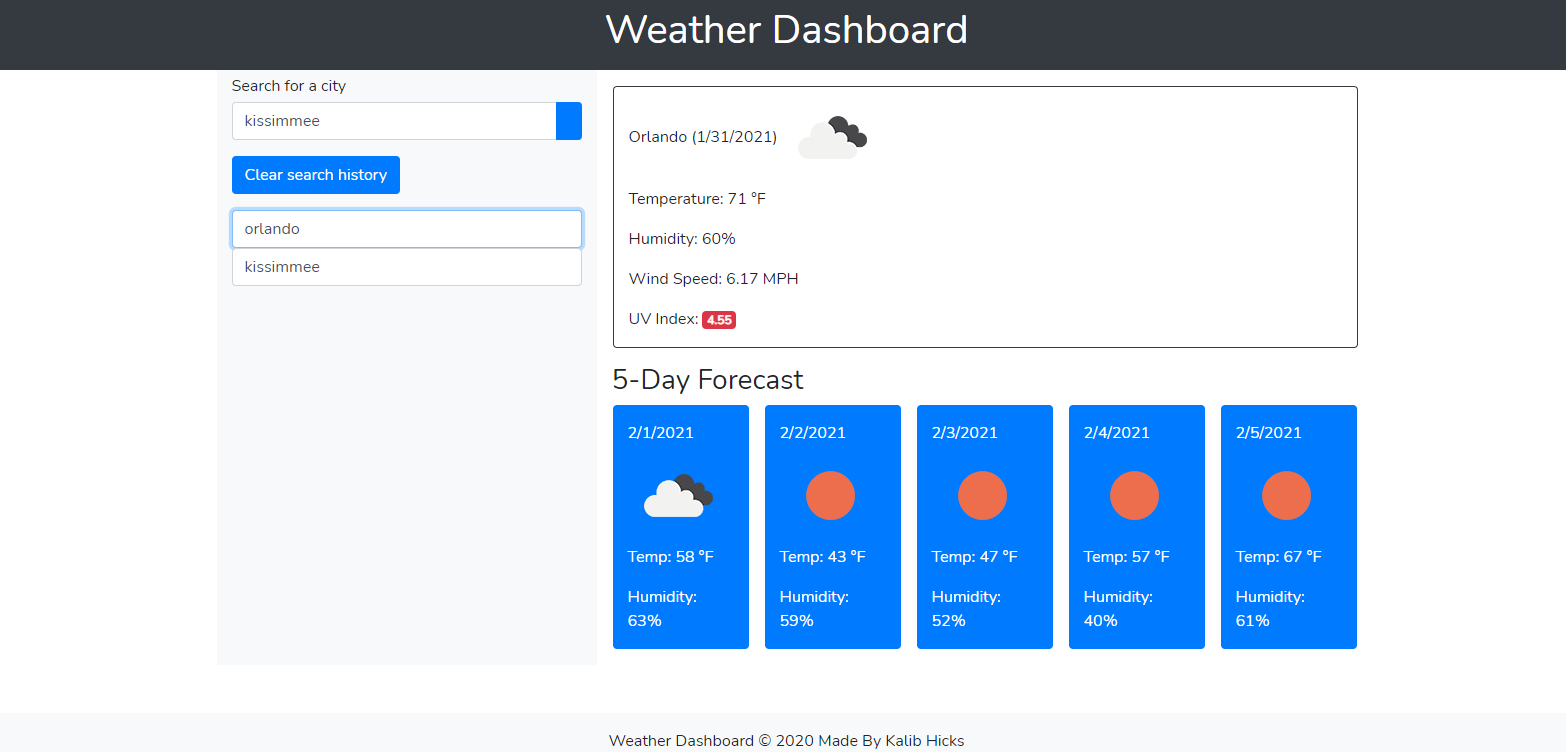 Weather Dashboard
Search for a city
kissimmee
Clear search history
orlando
kissimmee
Orlando (1/31/2021)
Temperature: 71 °F
Humidity: 60%
Wind Speed: 6.17 MPH
UV Index: 4.55
5-Day Forecast
2/1/2021
Temp: 58 °F
Humidity:
63%
2/2/2021
Temp: 43 °F
Humidity:
59%
2/3/2021
Temp: 47 °F
Humidity:
52%
2/4/2021
Temp: 57 °F
Humidity:
40%
2/5/2021
Temp: 67 °F
Humidity:
61%
Weather Dashboard © 2020 Made By Kalib Hicks